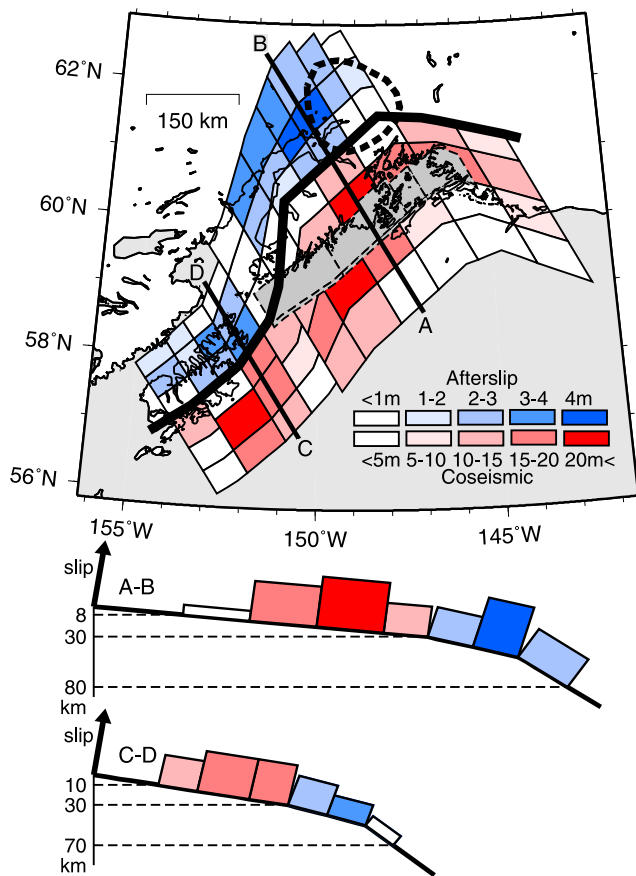 B
62°N
150 km
60°N
D
58°N
A
Afterslip
<1m 1-2 2-3 3-4 4m
C
<5m 5-10 10-15 15-20 20m<
Coseismic
56°N
155°W 150°W 145°W
slip
A-B
8
30
80
km
slip
C-D
10
30
70
km